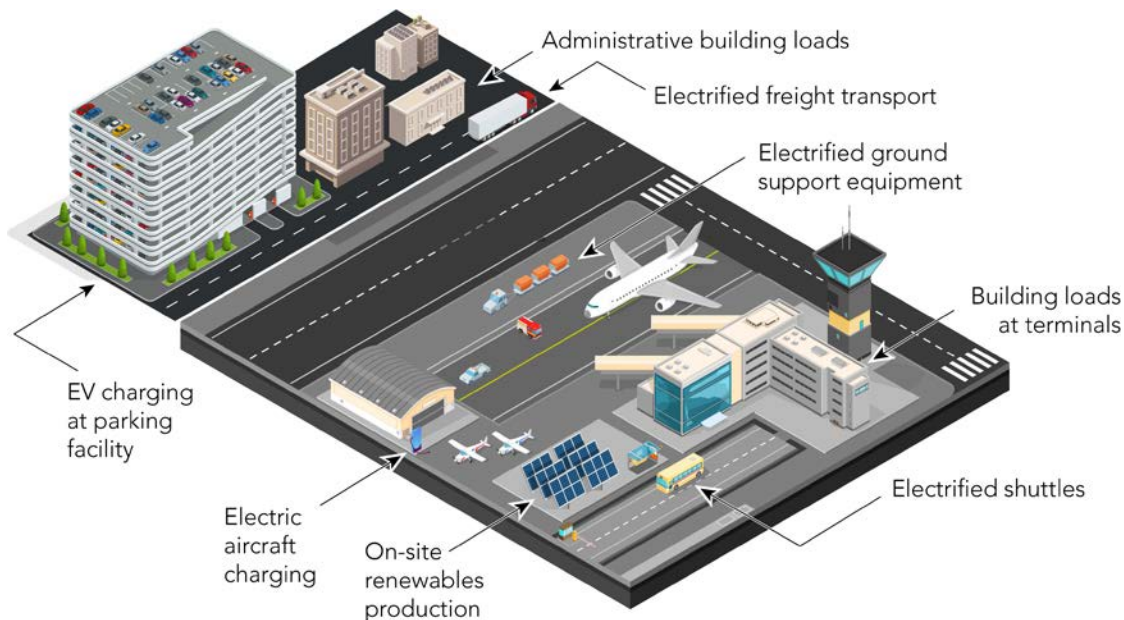 Administrative building loads
Electrified freight transport
Electrified ground
support equipment
Building loads
at terminals
EV charging
at parking
facility
Electrified shuttles
Electric
aircraft
charging
On-site
renewables
production